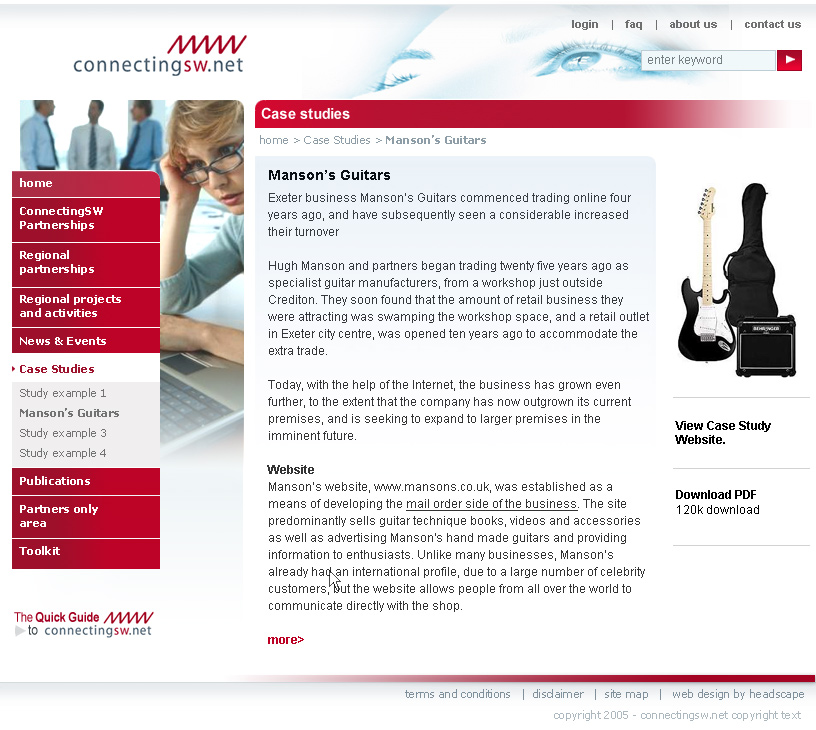 login | faq | about us | contact us
connectingsw.net
enter keyword
Case studies
home > Case Studies > Manson's Guitars
home
ConnectingSW
Partnerships
Regional
partnerships
Regional projects
and activities
News & Events
Case Studies
Study example 1
Manson's Guitars
Study example 3
Study example 4
Publications
Partners only
area
Toolkit
The Quick Guide
to connectingsw.net
Manson's Guitars
Exeter business Manson's Guitars commenced trading online four
years ago, and have subsequently seen a considerable increased
their turnover
Hugh Manson and partners began trading twenty five years ago as
specialist guitar manufacturers, from a workshop just outside
Crediton. They soon found that the amount of retail business they
were attracting was swamping the workshop space, and a retail outlet
in Exeter city centre, was opened ten years ago to accommodate the
extra trade.
Today, with the help of the Internet, the business has grown even
further, to the extent that the company has now outgrown its current
premises, and is seeking to expand to larger premises in the
imminent future.
Website
Manson's website, www.mansons.co.uk, was established as a
means of developing the mail order side of the business. The site
predominantly sells guitar technique books, videos and accessories
as well as advertising Manson's hand made guitars and providing
information to enthusiasts. Unlike many businesses, Manson's
already had an international profile, due to a large number of celebrity
customers, but the website allows people from all over the world to
communicate directly with the shop.
more>
BEHRINGER
View Case Study
Website.
Download PDF
120k download
terms and conditions | disclaimer | site map | web design by headscape
copyright 2005 - connectingsw.net copyright text